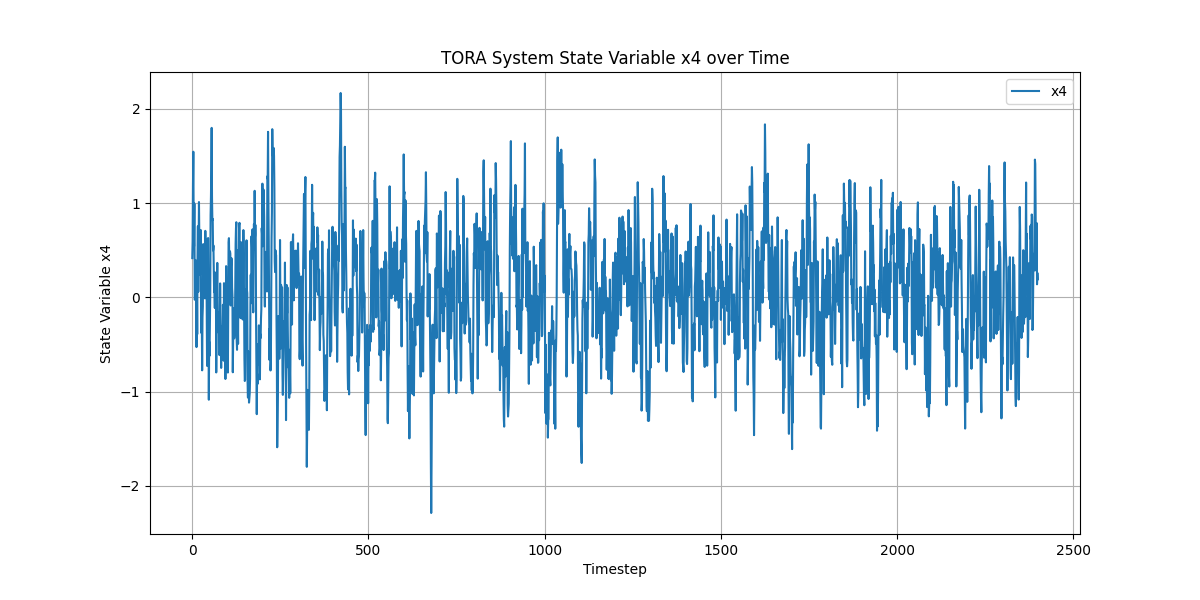 TORA System State Variable x4 over Time
x4
State Variable x4
2
1
0
−1
−2
0 500 1000 1500 2000 2500
Timestep